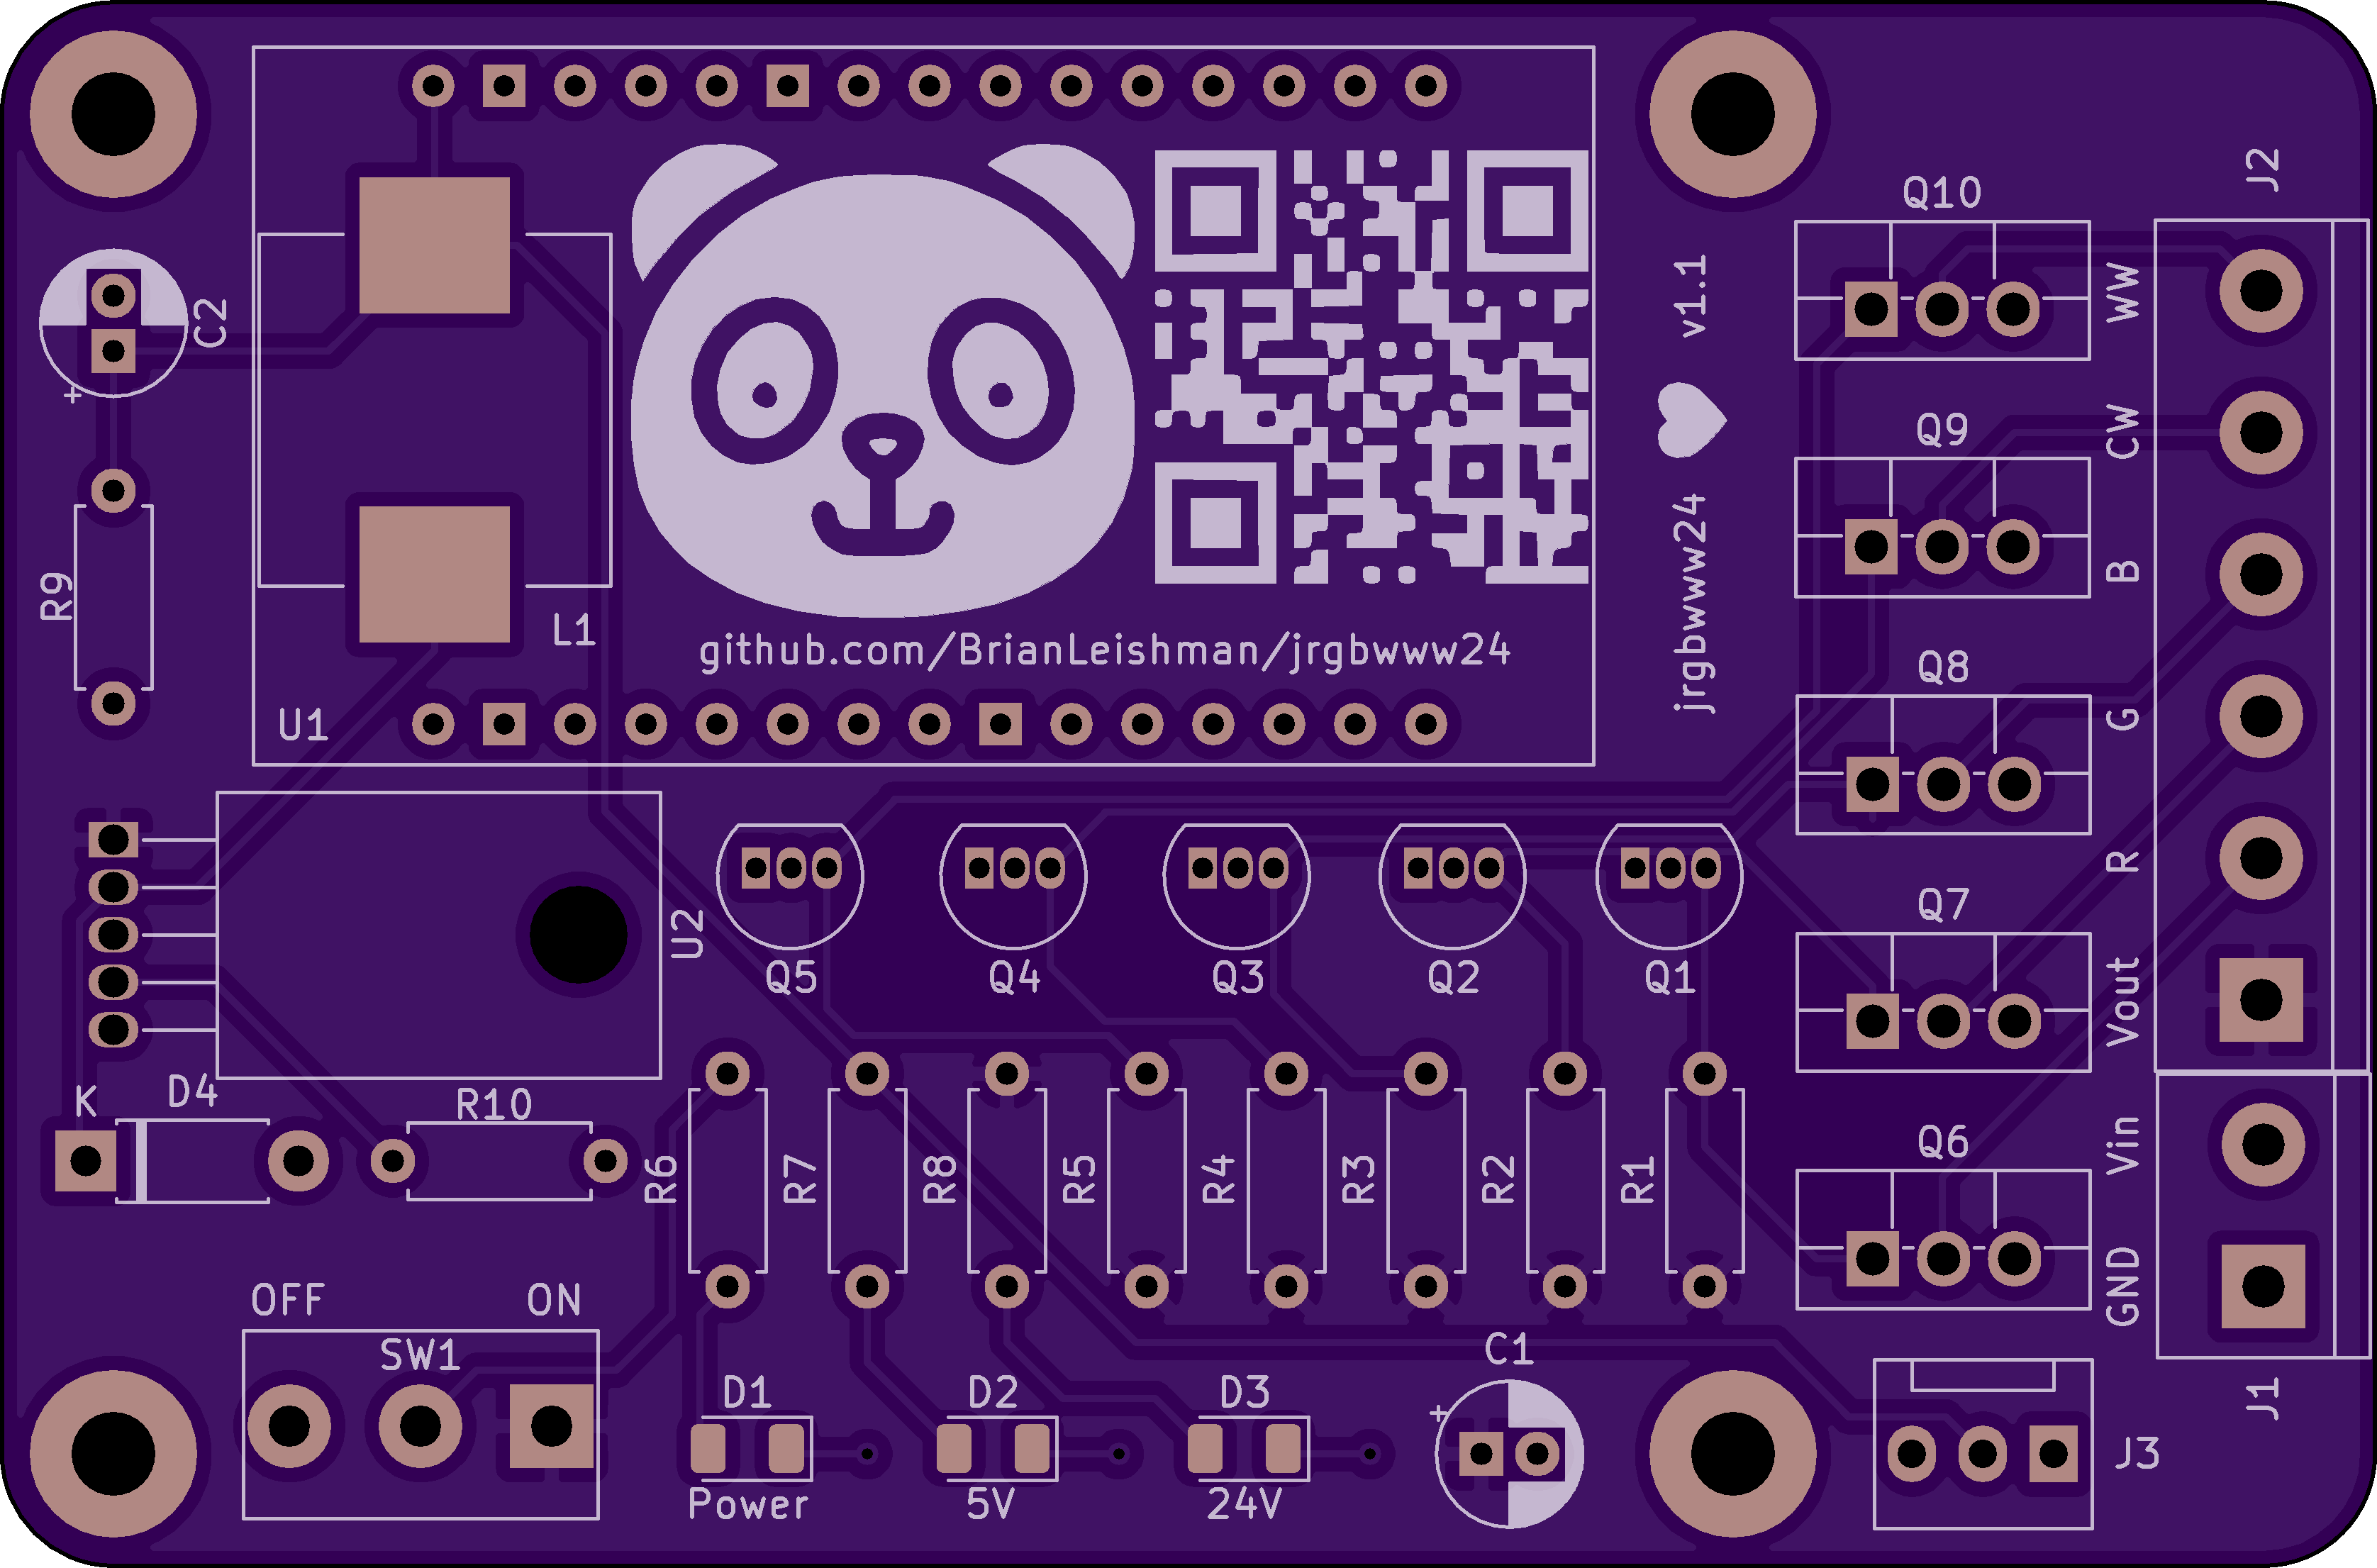 J2
Q10
WW
v1.1
C2
+
CW
Q9
B
jrgbwww24
R9
L1
github.com/BrianLeishman/jrgbwww24
Q8
G
U1
R
Q7
U2
Q5
Q4
Q3
Q2
Q1
Vout
K
D4
R10
R6
R7
R8
R5
R4
R3
R2
R1
Q6
Vin
GND
OFF
ON
SW1
C1
+
D1
D2
D3
J1
J3
Power
5V
24V